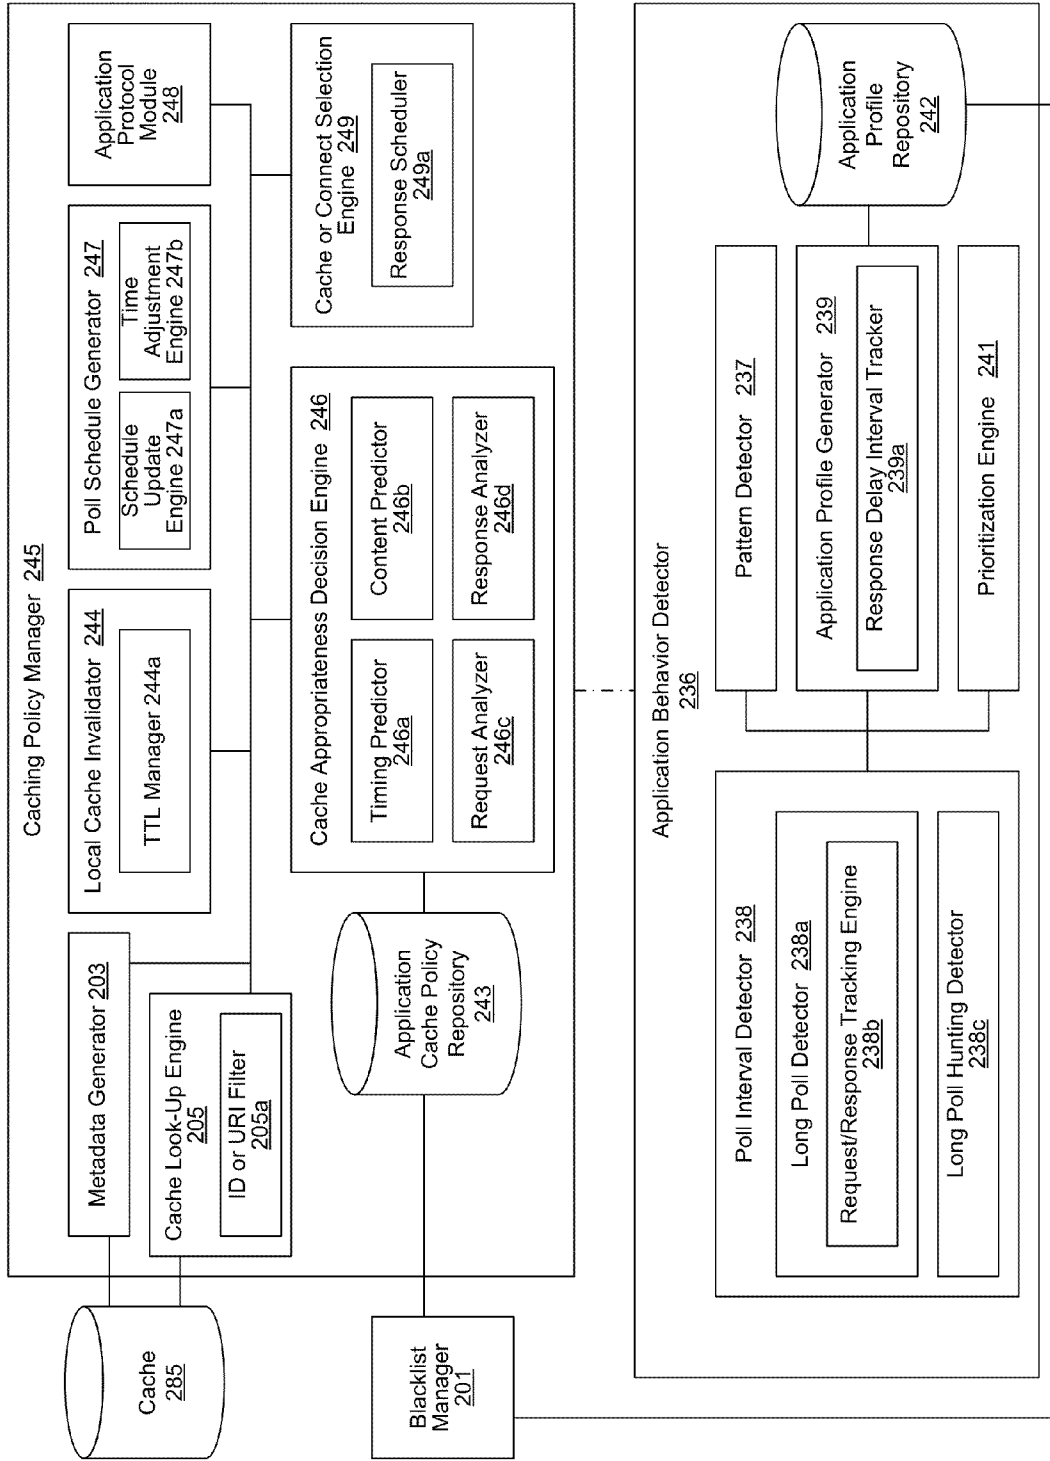 Caching Policy Manager 245
Metadata Generator 203
Cache Look-Up Engine
205
ID or URI Filter
205a
Cache
285
Local Cache Invalidator 244
TTL Manager 244a
Poll Schedule Generator 247
Schedule
Update
Engine 247a
Time
Adjustment
Engine 247b
Application
Protocol
Module
248
Application
Cache Policy
Repository
243
Cache Appropriateness Decision Engine 246
Timing Predictor
246a
Content Predictor
246b
Request Analyzer
246c
Response Analyzer
246d
Cache or Connect Selection
Engine 249
Response Scheduler
249a
Blacklist
Manager
201
Application Behavior Detector
236
Poll Interval Detector 238
Long Poll Detector 238a
Request/Response Tracking Engine
238b
Long Poll Hunting Detector
238c
Pattern Detector 237
Application Profile Generator 239
Response Delay Interval Tracker
239a
Prioritization Engine 241
Application
Profile
Repository
242